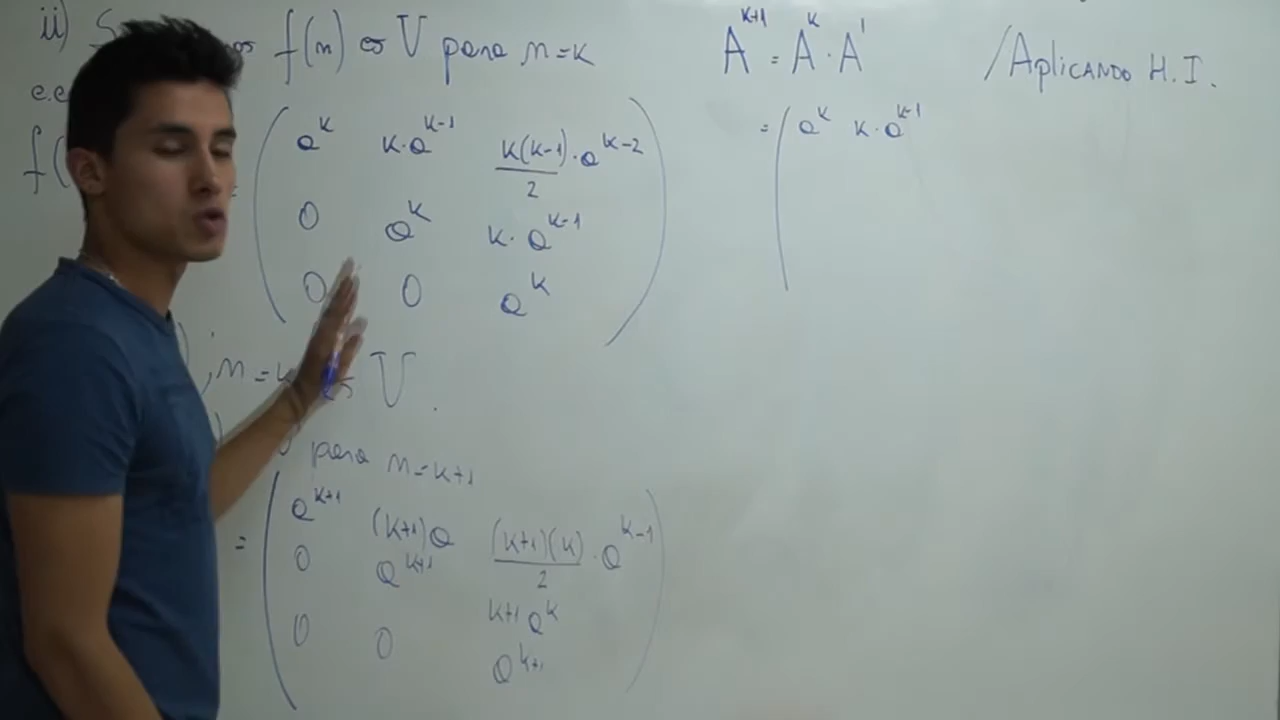 ii) f(n) es V para n=k
f(
( a^k k·a^{k-1} k(k-1)/2·a^{k-2} )
( 0 a^k k·a^{k-1} )
( 0 0 a^k )
, n=k es V.
para n=k+1
= ( a^{k+1} (k+1)a (k+1)(k)/2·a^{k-1} )
( 0 a^{k+1} k+1 a^k )
( 0 0 a^{k+1} )
A^{k+1} = A^k · A^1 /Aplicando H.I.
= ( a^k k·a^{k-1}